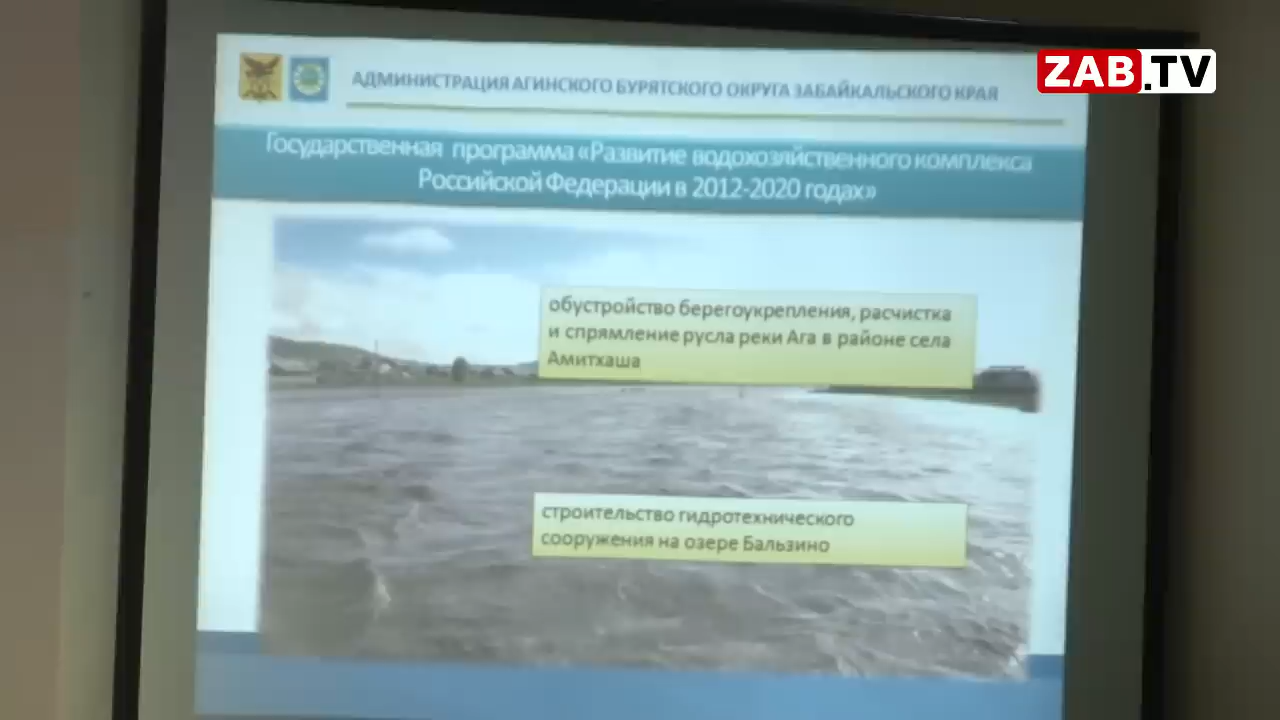 ZAB.TV
АДМИНИСТРАЦИЯ АГИНСКОГО БУРЯТСКОГО ОКРУГА ЗАБАЙКАЛЬСКОГО КРАЯ
Государственная программа «Развитие водохозяйственного комплекса
Российской Федерации в 2012-2020 годах»
обустройство берегоукрепления, расчистка
и спрямление русла реки Ага в районе села
Амитхаша
строительство гидротехнического
сооружения на озере Бальзино